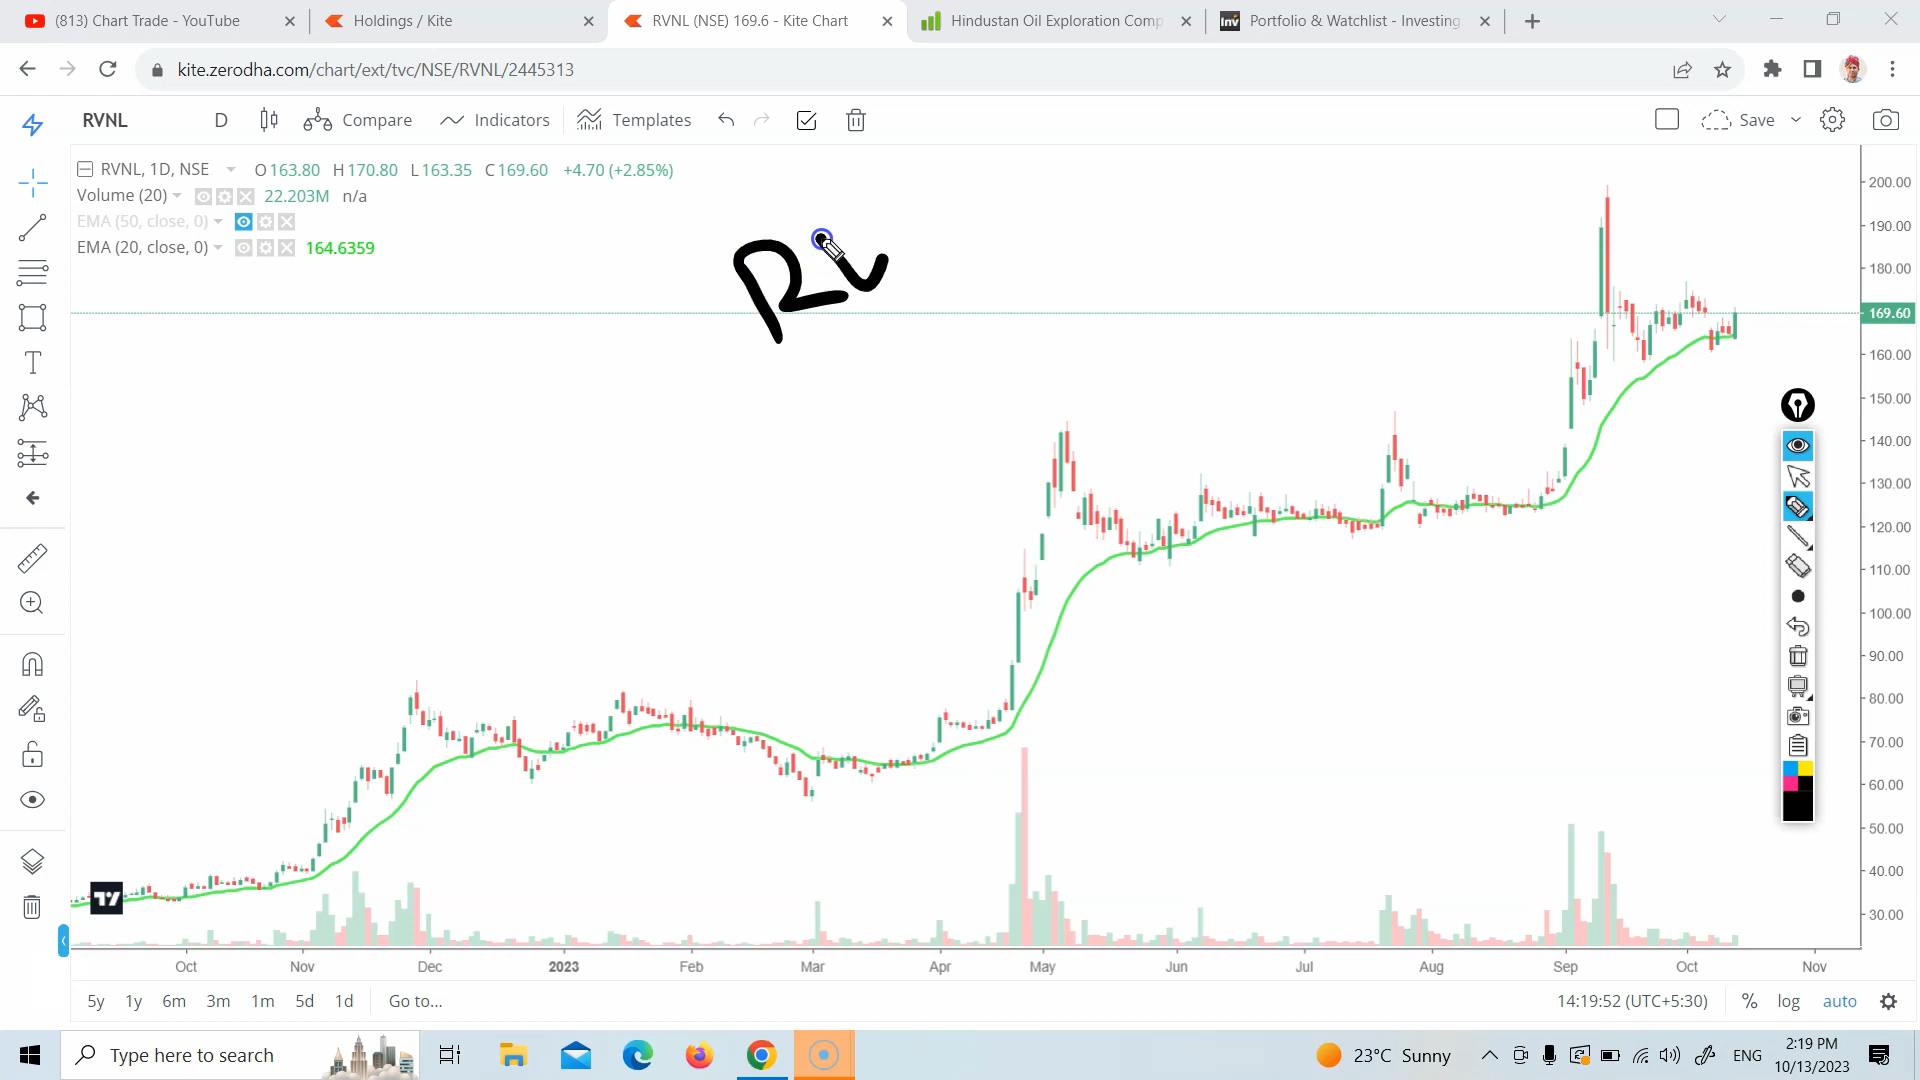 (813) Chart Trade - YouTube
Holdings / Kite
RVNL (NSE) 169.6 - Kite Chart
Hindustan Oil Exploration Comp
Inv Portfolio & Watchlist - Investing
kite.zerodha.com/chart/ext/tvc/NSE/RVNL/2445313
RVNL D Compare Indicators Templates Save
RVNL, 1D, NSE O163.80 H170.80 L163.35 C169.60 +4.70 (+2.85%)
Volume (20) 22.203M n/a
EMA (50, close, 0)
EMA (20, close, 0) 164.6359
200.00
190.00
180.00
169.60
160.00
150.00
140.00
130.00
120.00
110.00
100.00
90.00
80.00
70.00
60.00
50.00
40.00
30.00
Oct Nov Dec 2023 Feb Mar Apr May Jun Jul Aug Sep Oct Nov
5y 1y 6m 3m 1m 5d 1d Go to... 14:19:52 (UTC+5:30) % log auto
Type here to search 23°C Sunny ENG 2:19 PM
10/13/2023